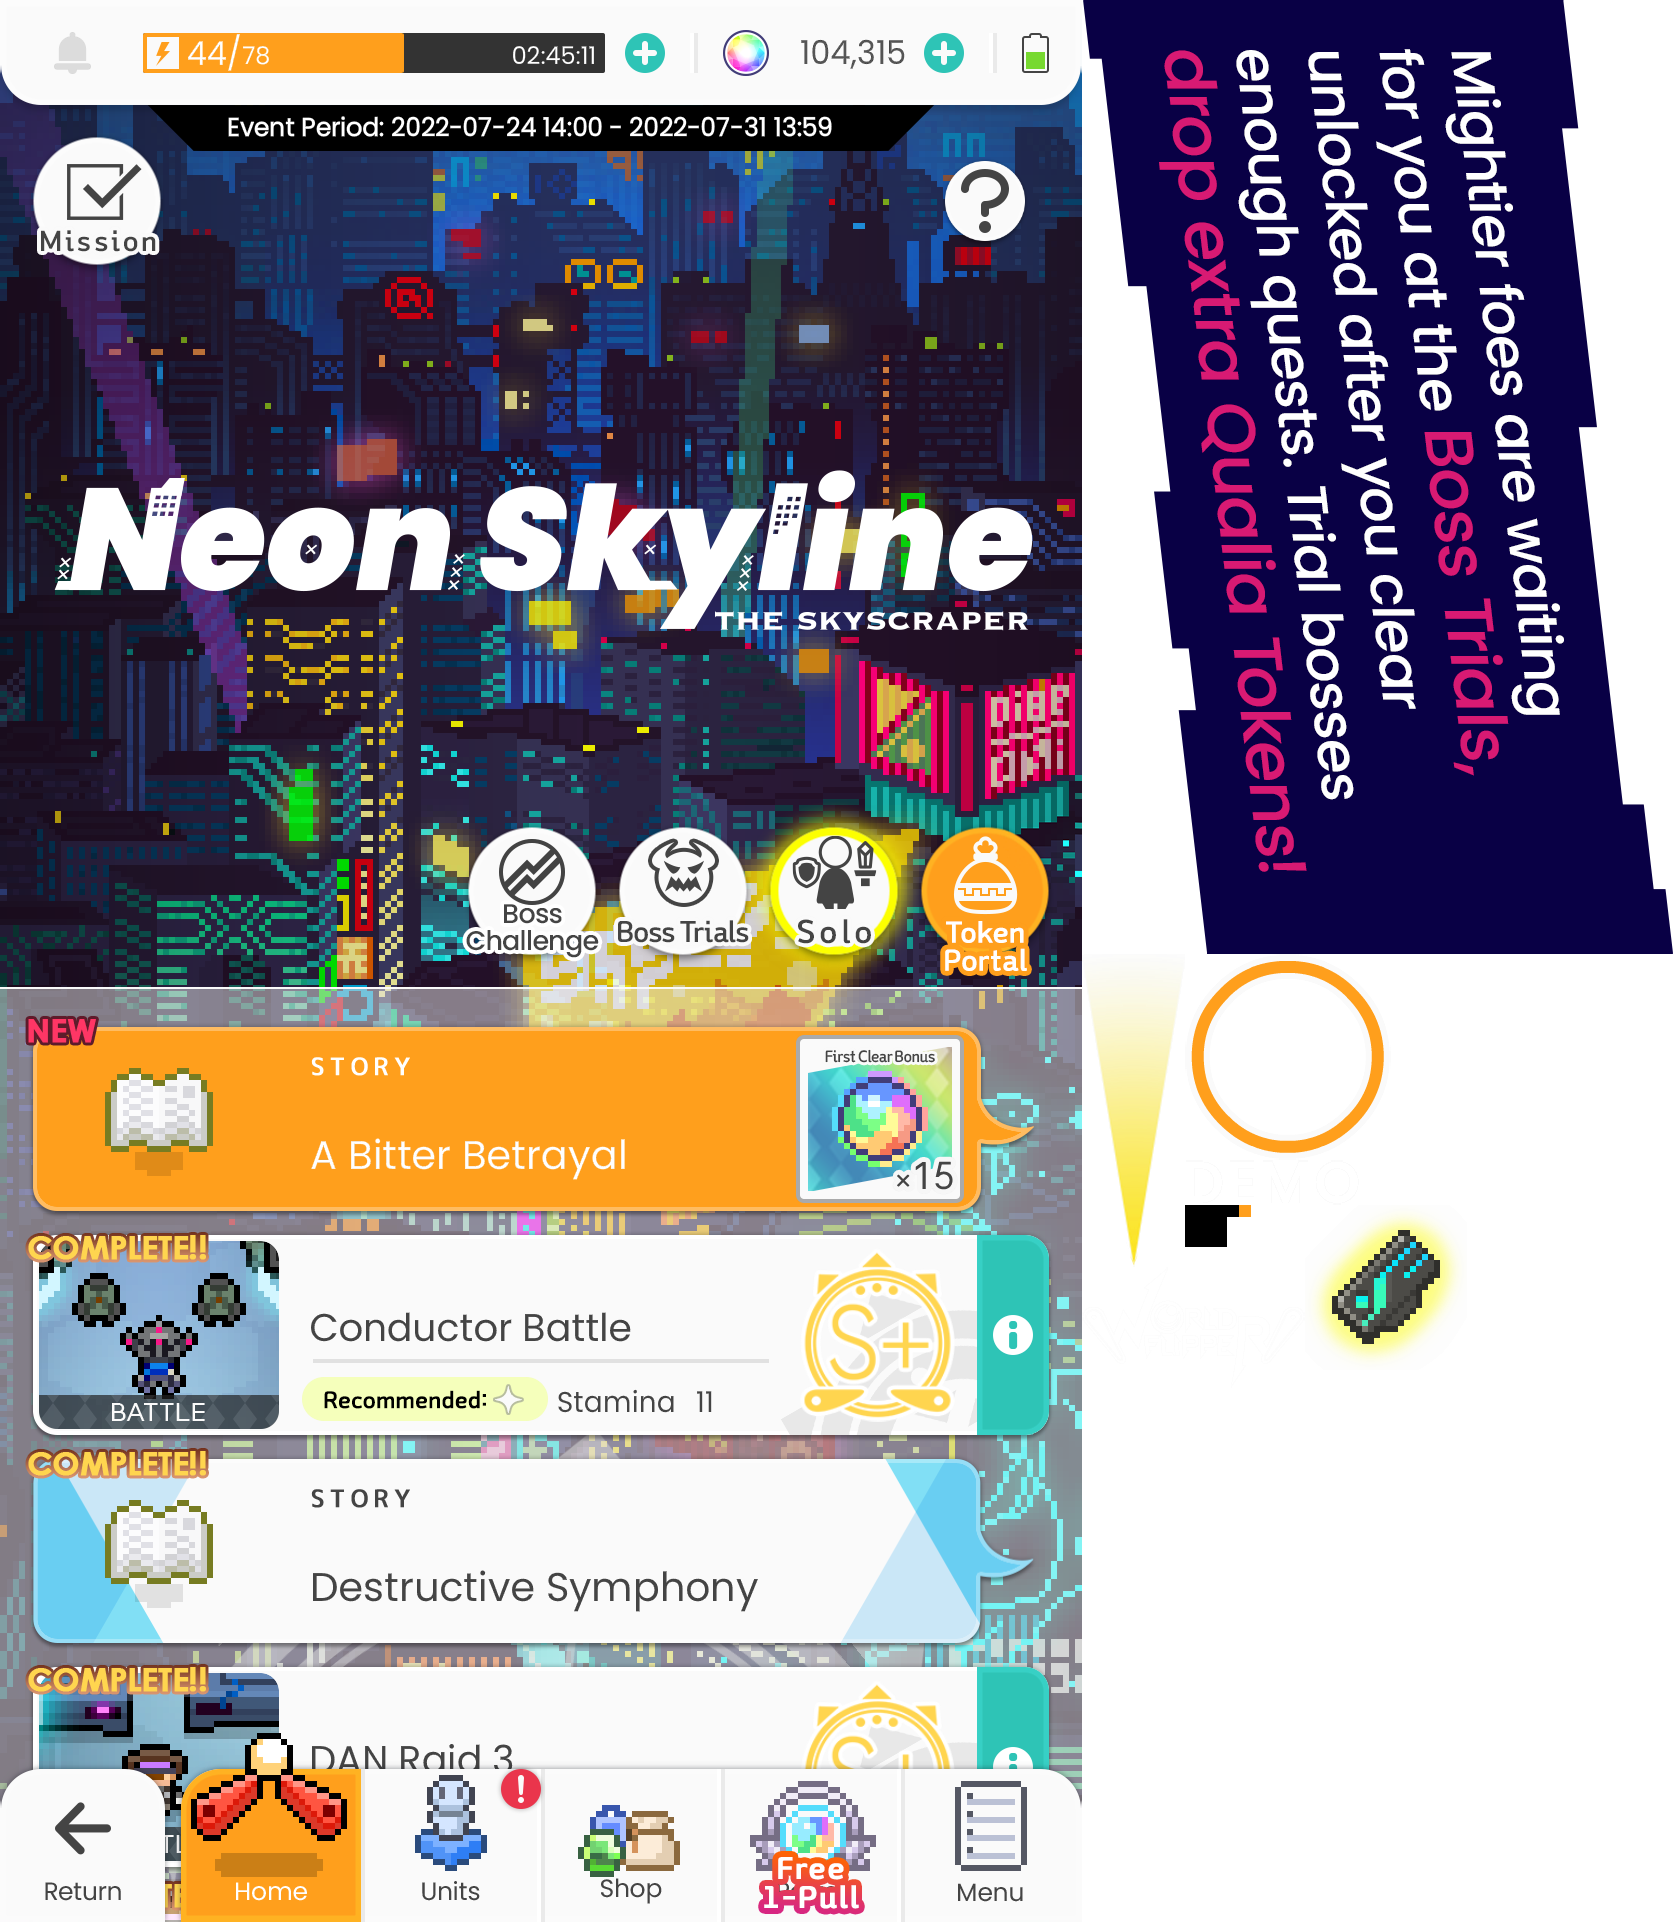 44/78
02:45:11
104,315
Event Period: 2022-07-24 14:00 - 2022-07-31 13:59
Mission
Neon Skyline
THE SKYSCRAPER
Boss
Challenge
Boss Trials
Solo
Token
Portal
NEW
STORY
A Bitter Betrayal
First Clear Bonus
×15
COMPLETE!!
Conductor Battle
BATTLE
Recommended:
Stamina 11
S+
COMPLETE!!
STORY
Destructive Symphony
COMPLETE!!
DAN Raid 3
S+
Return
Home
Units
Shop
Free
1-Pull
Menu
Mightier foes are waiting
for you at the Boss Trials,
unlocked after you clear
enough quests. Trial bosses
drop extra Qualia Tokens!